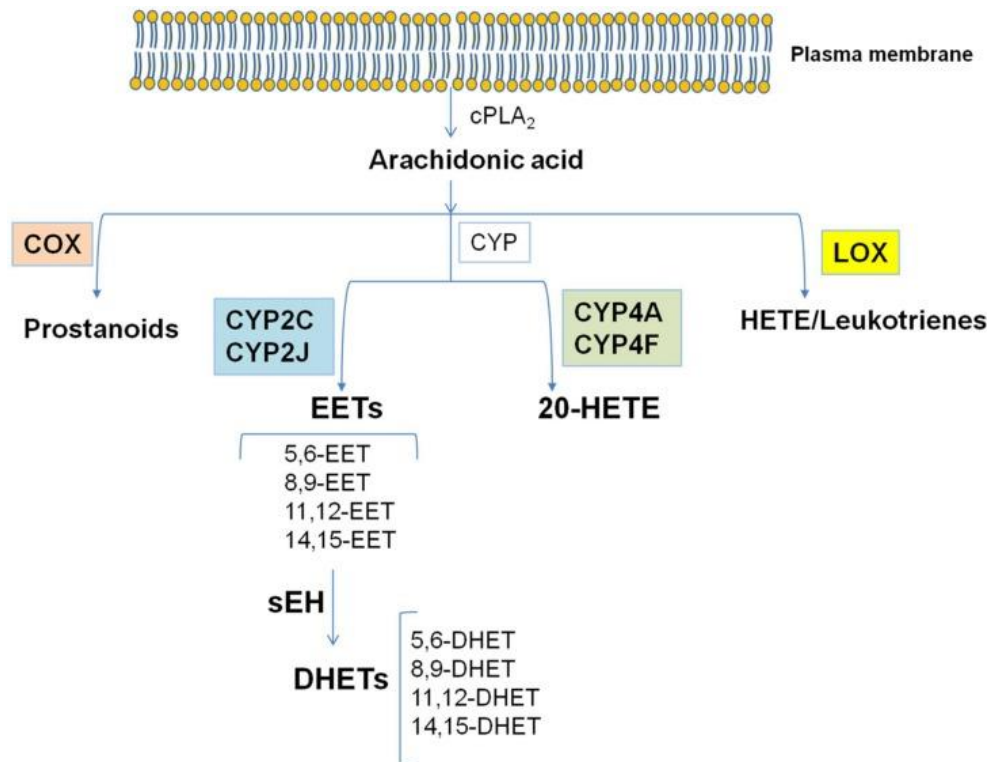 Plasma membrane
cPLA₂
Arachidonic acid
COX
CYP
LOX
Prostanoids
CYP2C
CYP2J
CYP4A
CYP4F
HETE/Leukotrienes
EETs
20-HETE
5,6-EET
8,9-EET
11,12-EET
14,15-EET
sEH
DHETs
5,6-DHET
8,9-DHET
11,12-DHET
14,15-DHET